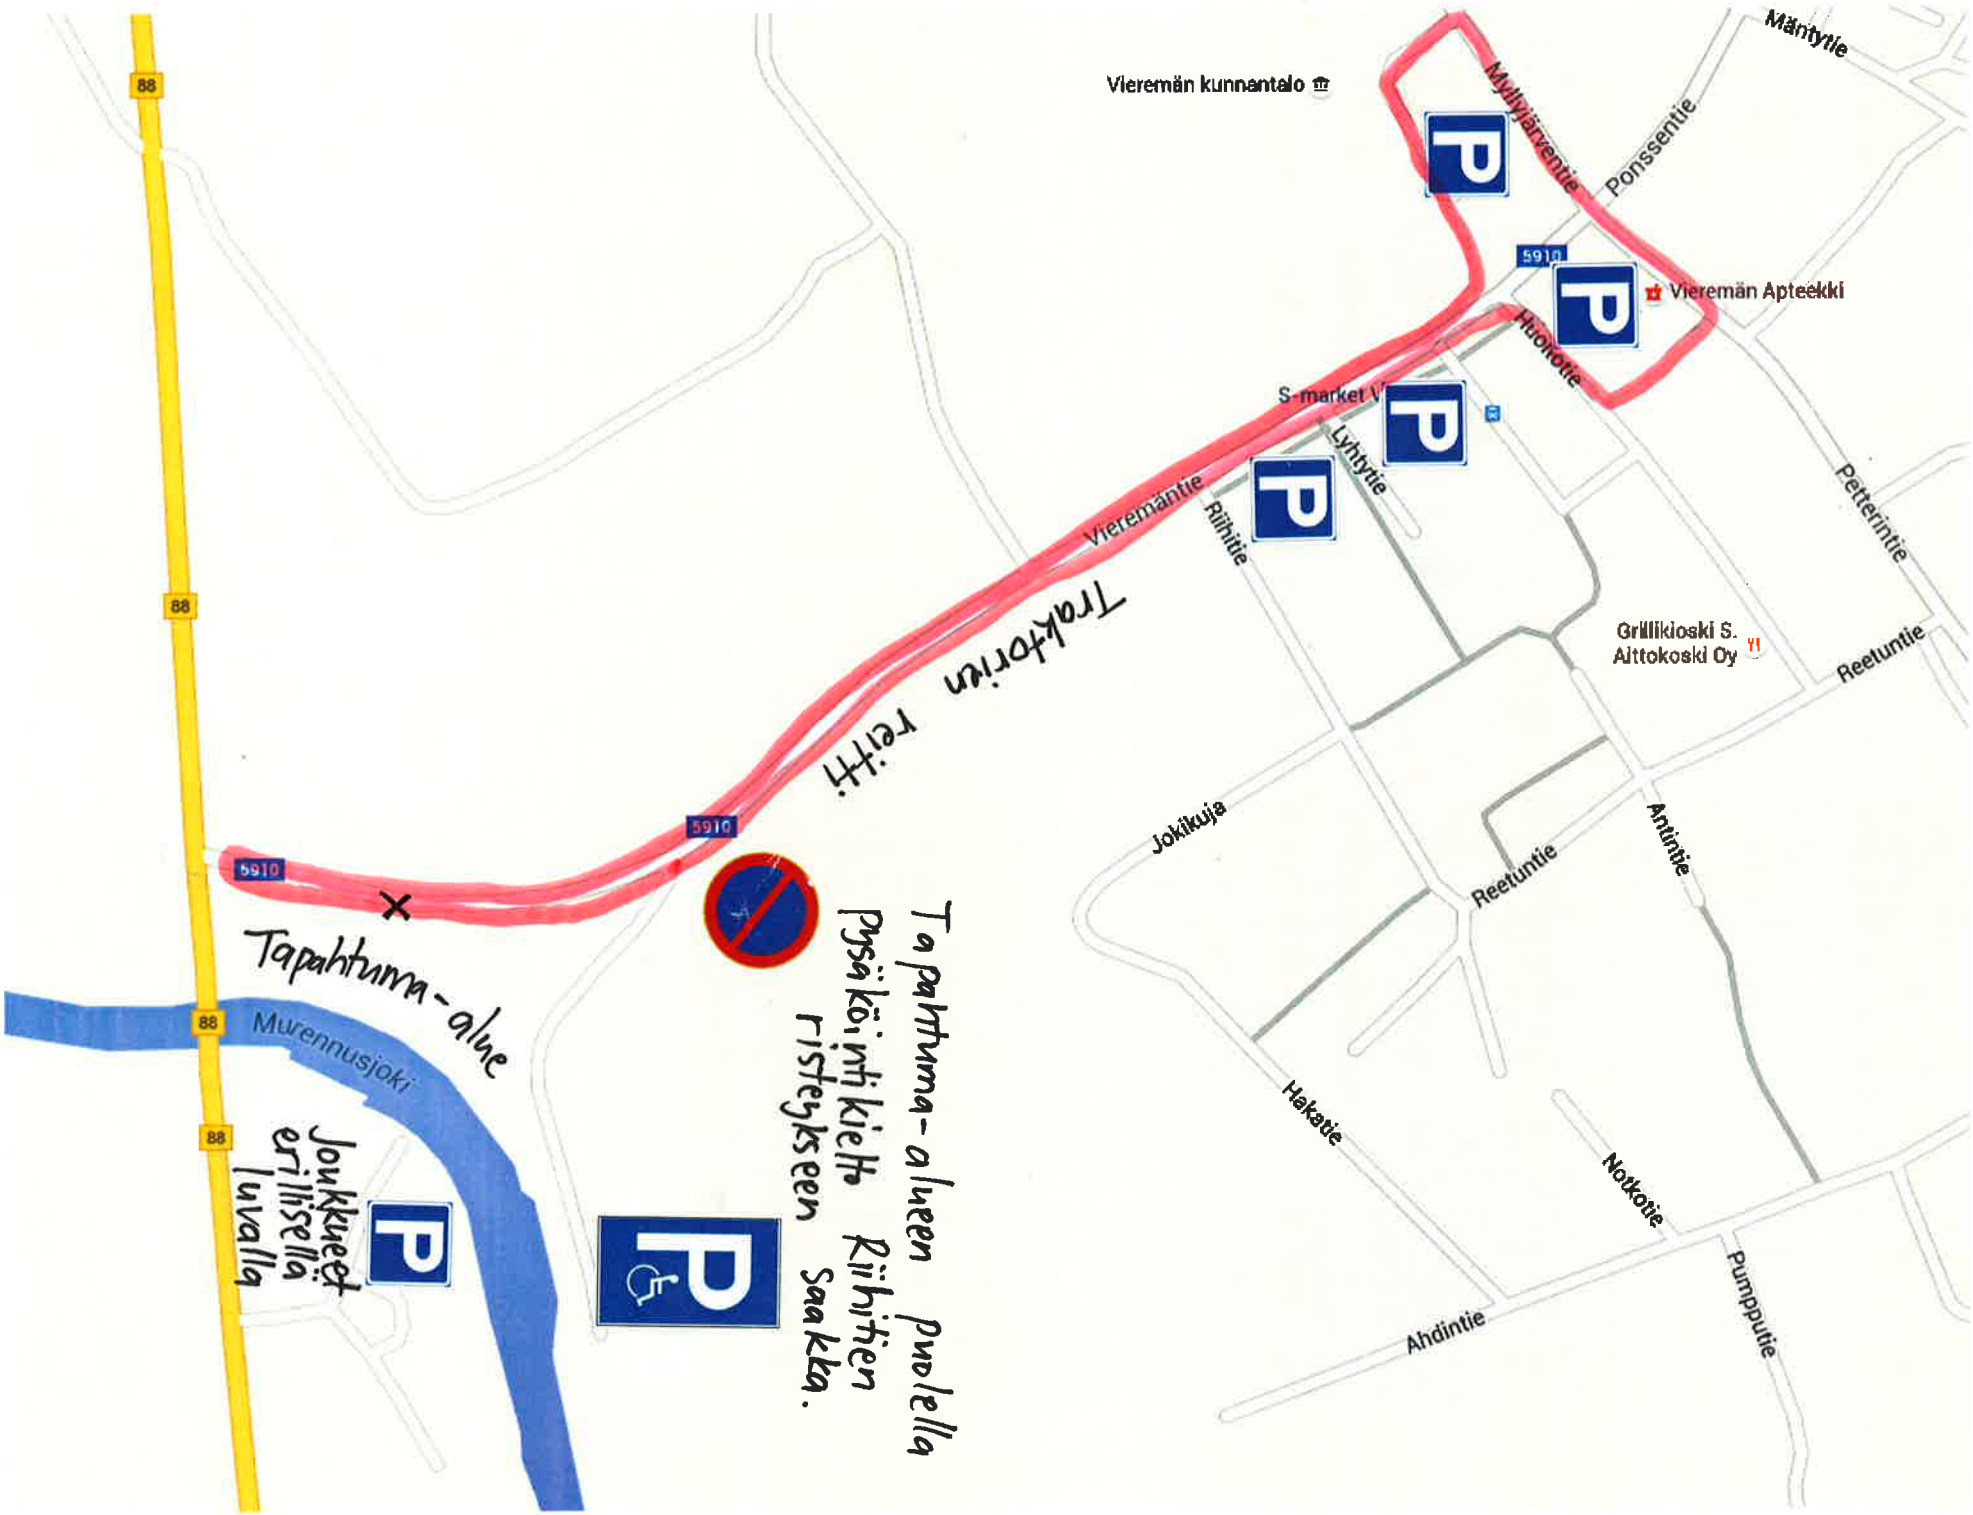 Mäntytie
88
Vieremän kunnantalo
Myllyjärventie
Ponssentie
P
5910
P
Vieremän Apteekki
Huoltotie
S-market V
P
Lyhtytie
P
Vieremäntie
Riihitie
Petterintie
88
Traktorien
reitti
Grillikioski S.
Aittokoski Oy
Reetuntie
Jokikuja
5910
5910
Antintie
Reetuntie
X
Tapahtuma-alue
Tapahtuma-alueen puolella
pysäköintikielto Riihitien
risteykseen saakka.
88
Murennusjoki
Hakatie
88
Joukkueet
erillisellä
luvalla
P
P
Notkotie
Pumpputie
Ahdintie